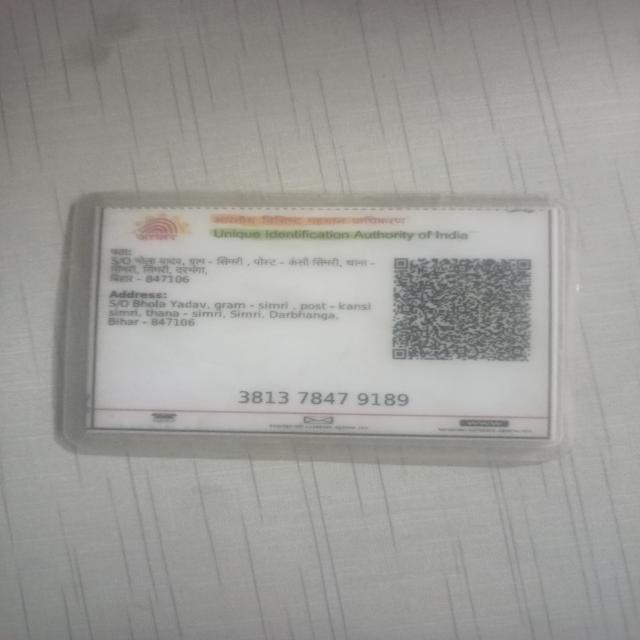 आधार
भारतीय विशिष्ट पहचान प्राधिकरण
Unique Identification Authority of India
पता:
S/O भोला यादव, ग्राम - सिमरी , पोस्ट - कंसी सिमरी, थाना -
सिमरी, सिमरी, दरभंगा,
बिहार - 847106
Address:
S/O Bhola Yadav, gram - simri , post - kansi
simri, thana - simri, Simri, Darbhanga,
Bihar - 847106
3813 7847 9189